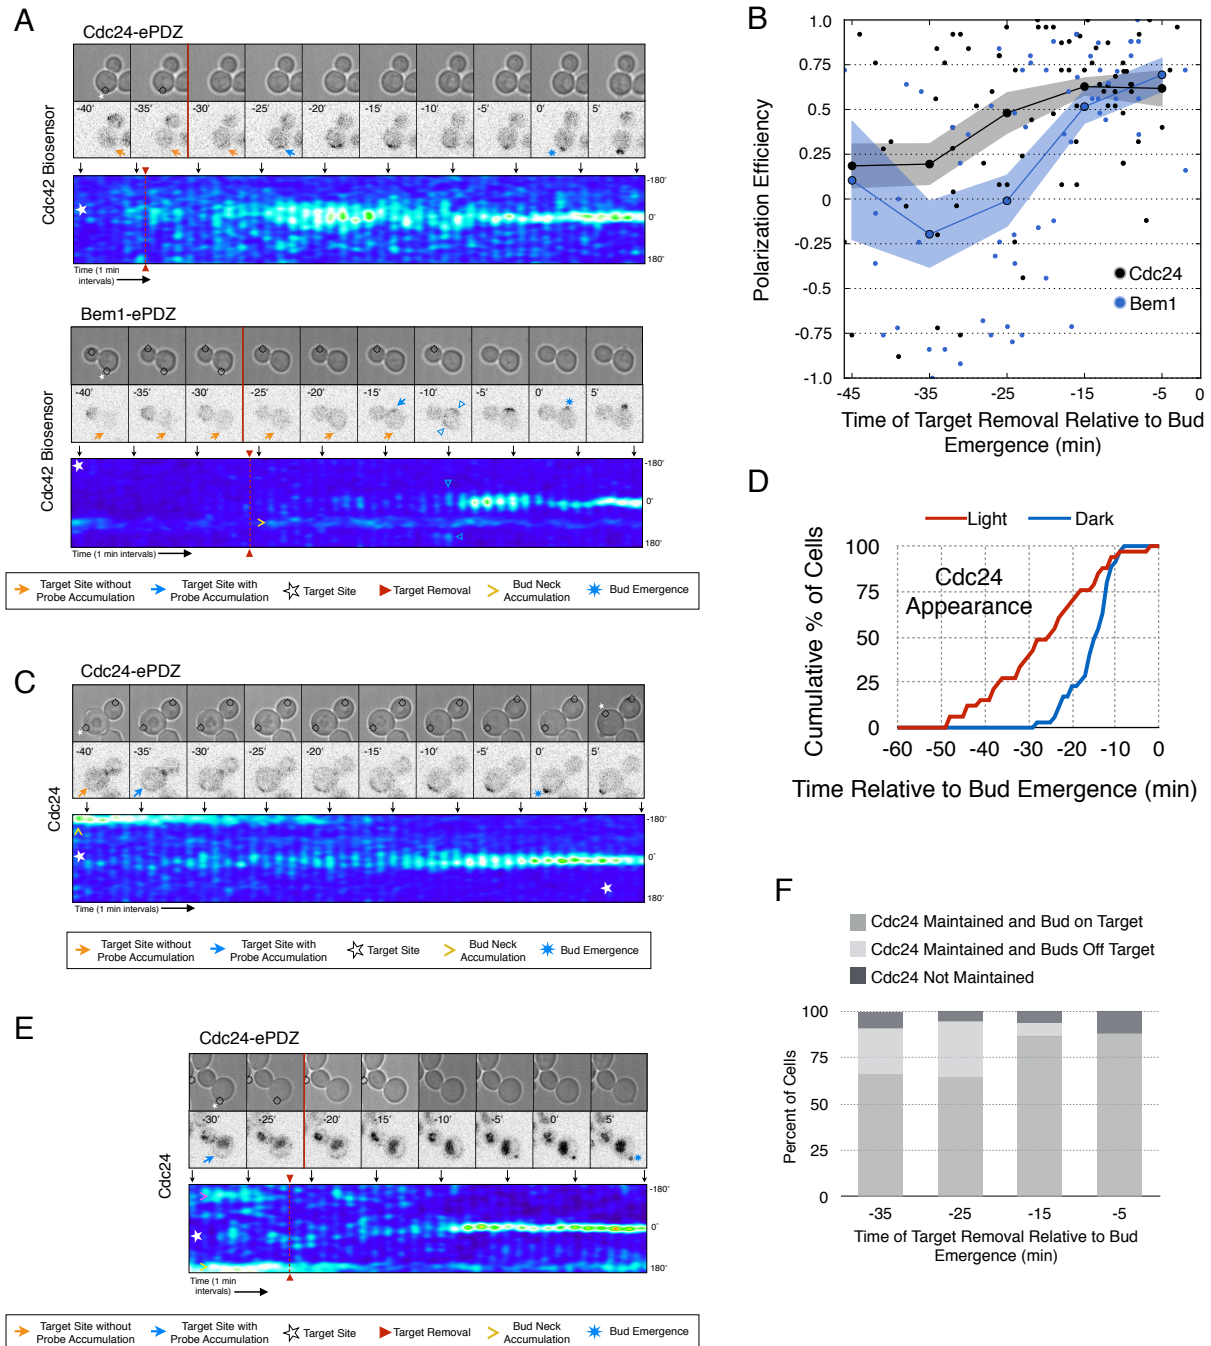 A
Cdc24-ePDZ
Cdc42 Biosensor
-40'
-35'
-30'
-25'
-20'
-15'
-10'
-5'
0'
5'
-180˚
0˚
180˚
Time (1 min
intervals)
Bem1-ePDZ
Cdc42 Biosensor
-40'
-35'
-30'
-25'
-20'
-15'
-10'
-5'
0'
5'
-180˚
0˚
180˚
Time (1 min intervals)
Target Site without
Probe Accumulation
Target Site with
Probe Accumulation
Target Site
Target Removal
Bud Neck
Accumulation
Bud Emergence
B
Polarization Efficiency
1.0
0.75
0.5
0.25
0
-0.25
-0.5
-0.75
-1.0
Cdc24
Bem1
-45
-35
-25
-15
-5
0
Time of Target Removal Relative to Bud
Emergence (min)
C
Cdc24-ePDZ
Cdc24
-40'
-35'
-30'
-25'
-20'
-15'
-10'
-5'
0'
5'
-180˚
0˚
180˚
Time (1 min intervals)
Target Site without
Probe Accumulation
Target Site with
Probe Accumulation
Target Site
Bud Neck
Accumulation
Bud Emergence
D
Light
Dark
Cumulative % of Cells
100
75
50
25
0
Cdc24
Appearance
-60
-50
-40
-30
-20
-10
0
Time Relative to Bud Emergence (min)
E
Cdc24-ePDZ
Cdc24
-30'
-25'
-20'
-15'
-10'
-5'
0'
5'
-180˚
0˚
180˚
Time (1 min
intervals)
Target Site without
Probe Accumulation
Target Site with
Probe Accumulation
Target Site
Target Removal
Bud Neck
Accumulation
Bud Emergence
F
Cdc24 Maintained and Bud on Target
Cdc24 Maintained and Buds Off Target
Cdc24 Not Maintained
Percent of Cells
100
75
50
25
0
-35
-25
-15
-5
Time of Target Removal Relative to Bud
Emergence (min)